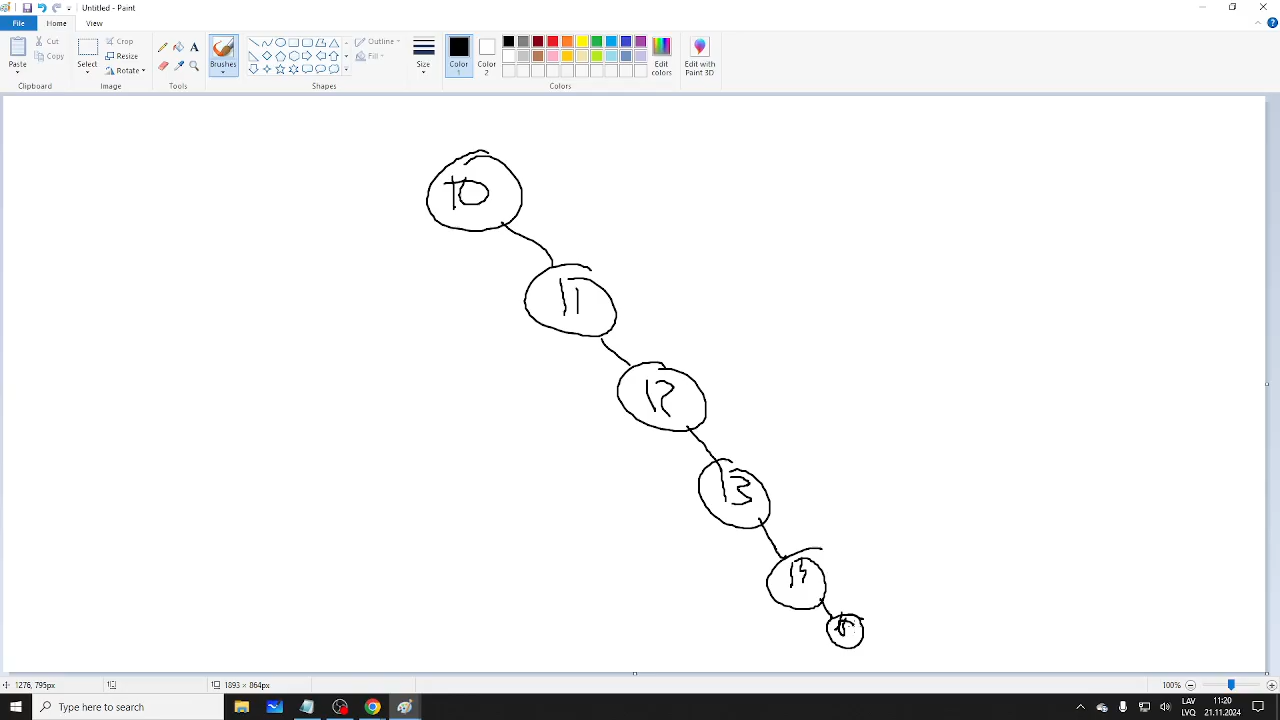 Untitled - Paint
File Home View
Paste
Cut
Copy
Clipboard
Select
Crop
Resize
Rotate
Image
A
Tools
Outline
Fill
Shapes
Brushes
Size
Color 1
Color 2
Edit colors
Edit with Paint 3D
Colors
10
11
12
13
1276, 795px
1893 × 864px
100%
Type here to search
LAV
LVQ
11:20
21.11.2024